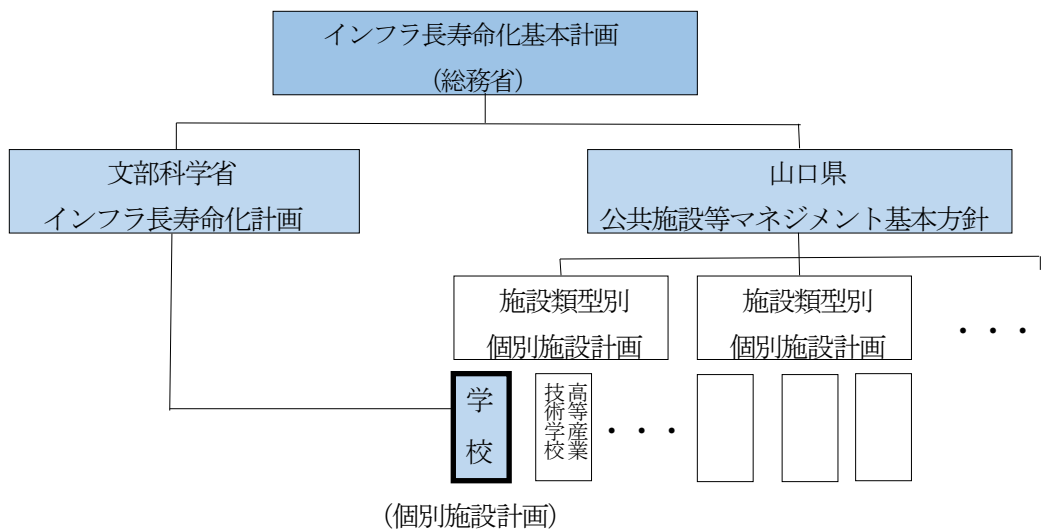 インフラ長寿命化基本計画
（総務省）
文部科学省
インフラ長寿命化計画
山口県
公共施設等マネジメント基本方針
施設類型別
個別施設計画
施設類型別
個別施設計画
・・・
学
校
高等産業
技術学校
・・・
（個別施設計画）